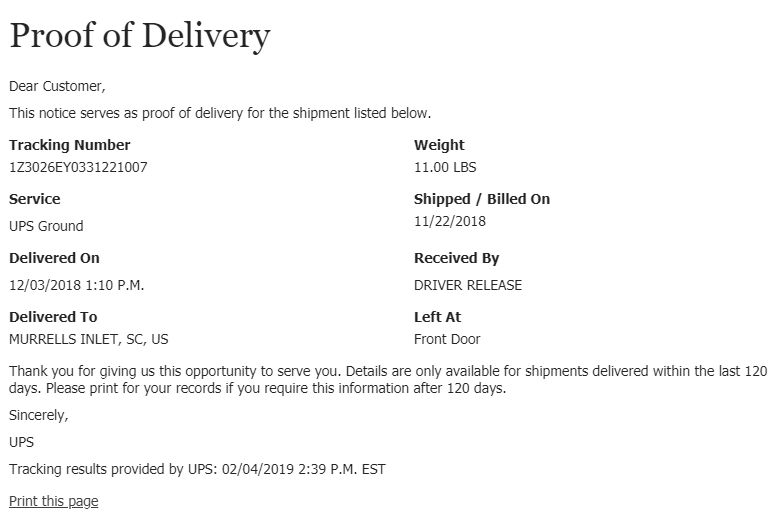 Proof of Delivery
Dear Customer,
This notice serves as proof of delivery for the shipment listed below.
Tracking Number
1Z3026EY0331221007
Weight
11.00 LBS
Service
UPS Ground
Shipped / Billed On
11/22/2018
Delivered On
12/03/2018 1:10 P.M.
Received By
DRIVER RELEASE
Delivered To
MURRELLS INLET, SC, US
Left At
Front Door
Thank you for giving us this opportunity to serve you. Details are only available for shipments delivered within the last 120
days. Please print for your records if you require this information after 120 days.
Sincerely,
UPS
Tracking results provided by UPS: 02/04/2019 2:39 P.M. EST
Print this page